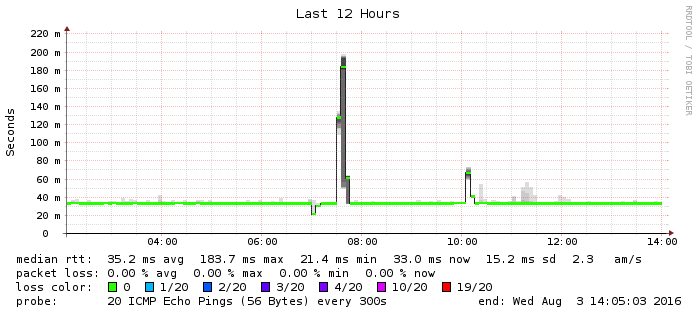 Last 12 Hours
RRDTOOL / TOBI OETIKER
Seconds
220 m
200 m
180 m
160 m
140 m
120 m
100 m
80 m
60 m
40 m
20 m
0
04:00 06:00 08:00 10:00 12:00 14:00
median rtt: 35.2 ms avg 183.7 ms max 21.4 ms min 33.0 ms now 15.2 ms sd 2.3 am/s
packet loss: 0.00 % avg 0.00 % max 0.00 % min 0.00 % now
loss color: 0 1/20 2/20 3/20 4/20 10/20 19/20
probe: 20 ICMP Echo Pings (56 Bytes) every 300s end: Wed Aug 3 14:05:03 2016